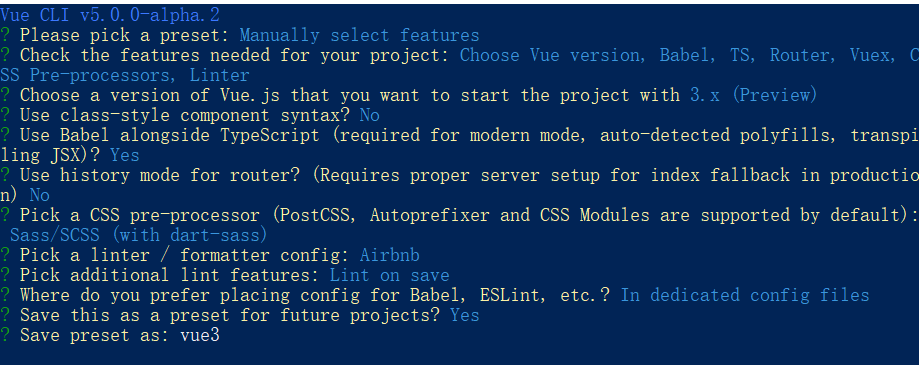 Vue CLI v5.0.0-alpha.2
? Please pick a preset: Manually select features
? Check the features needed for your project: Choose Vue version, Babel, TS, Router, Vuex, C
SS Pre-processors, Linter
? Choose a version of Vue.js that you want to start the project with 3.x (Preview)
? Use class-style component syntax? No
? Use Babel alongside TypeScript (required for modern mode, auto-detected polyfills, transpi
ling JSX)? Yes
? Use history mode for router? (Requires proper server setup for index fallback in productio
n) No
? Pick a CSS pre-processor (PostCSS, Autoprefixer and CSS Modules are supported by default):
Sass/SCSS (with dart-sass)
? Pick a linter / formatter config: Airbnb
? Pick additional lint features: Lint on save
? Where do you prefer placing config for Babel, ESLint, etc.? In dedicated config files
? Save this as a preset for future projects? Yes
? Save preset as: vue3